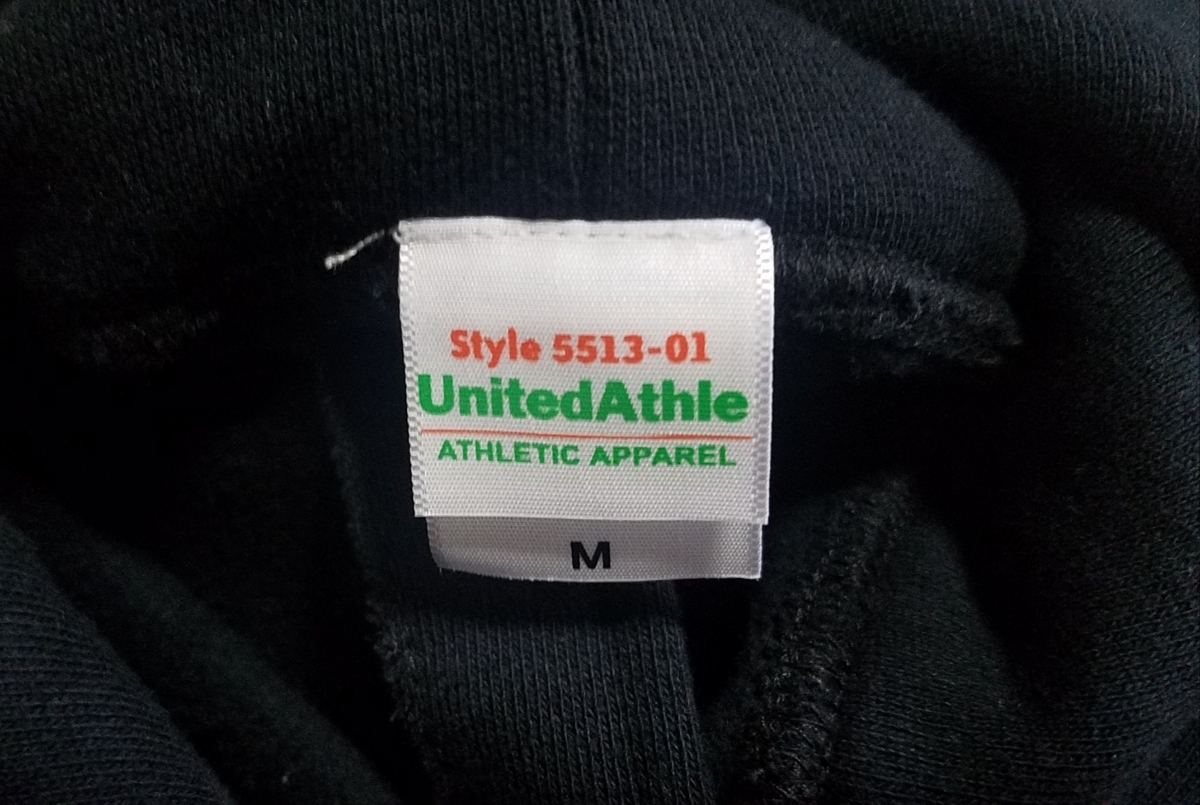 Style 5513-01
UnitedAthle
ATHLETIC APPAREL
M